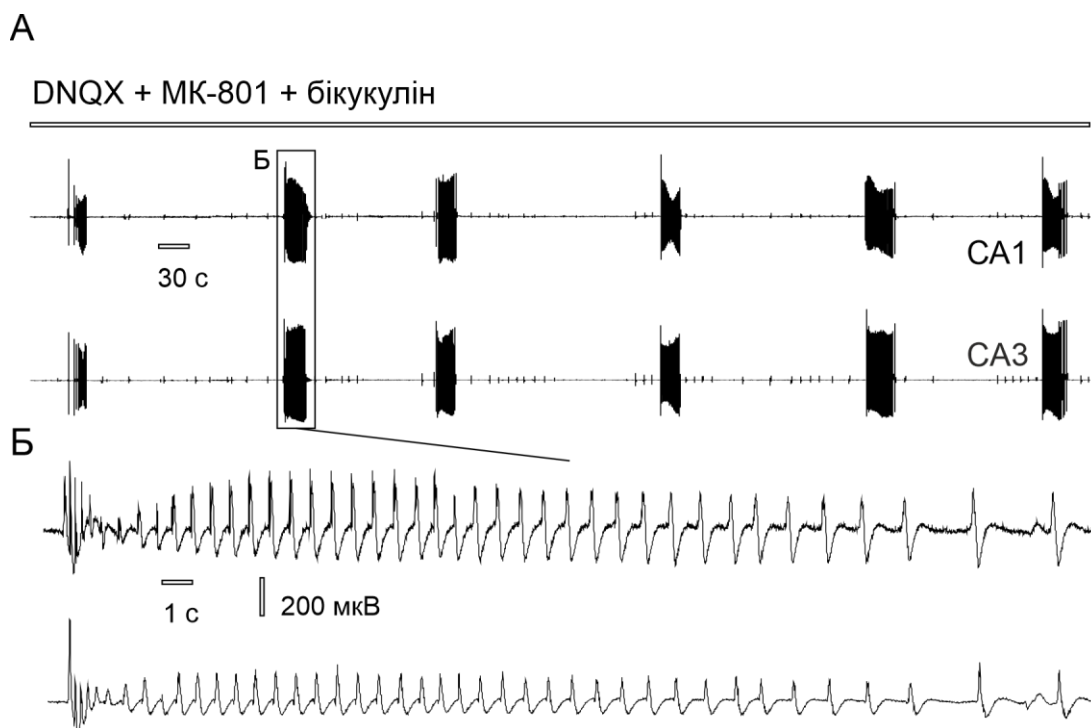 А
DNQX + МК-801 + бікукулін
Б
30 с
CA1
CA3
Б
1 с
200 мкВ